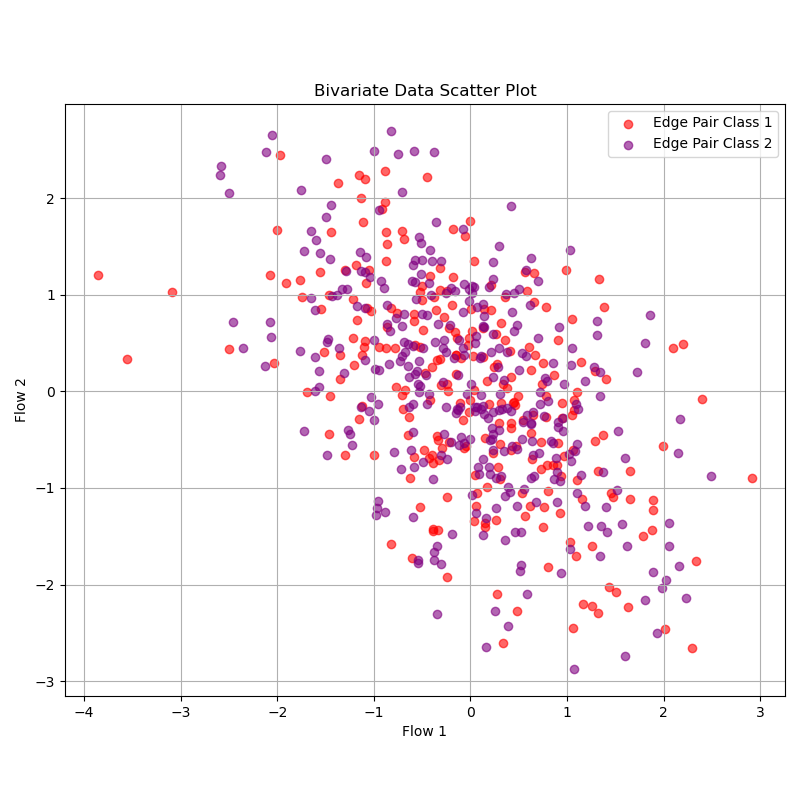 Bivariate Data Scatter Plot
Edge Pair Class 1
Edge Pair Class 2
2
1
0
−1
−2
−3
Flow 2
−4
−3
−2
−1
0
1
2
3
Flow 1